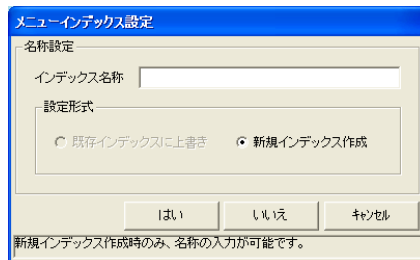 メニューインデックス設定
名称設定
インデックス名称
設定形式
既存インデックスに上書き
新規インデックス作成
はい
いいえ
キャンセル
新規インデックス作成時のみ、名称の入力が可能です。